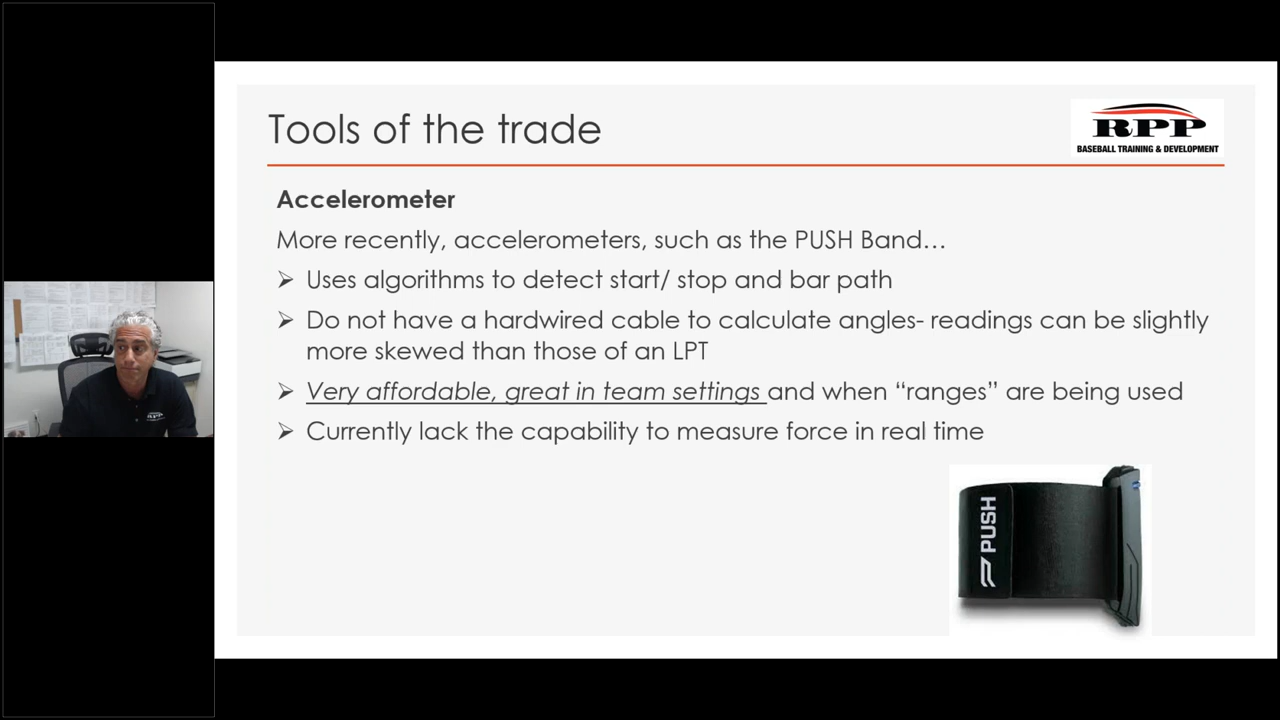 Tools of the trade
RPP
BASEBALL TRAINING & DEVELOPMENT
Accelerometer
More recently, accelerometers, such as the PUSH Band…
➢ Uses algorithms to detect start/ stop and bar path
➢ Do not have a hardwired cable to calculate angles- readings can be slightly
more skewed than those of an LPT
➢ Very affordable, great in team settings and when “ranges” are being used
➢ Currently lack the capability to measure force in real time
PUSH
RPP